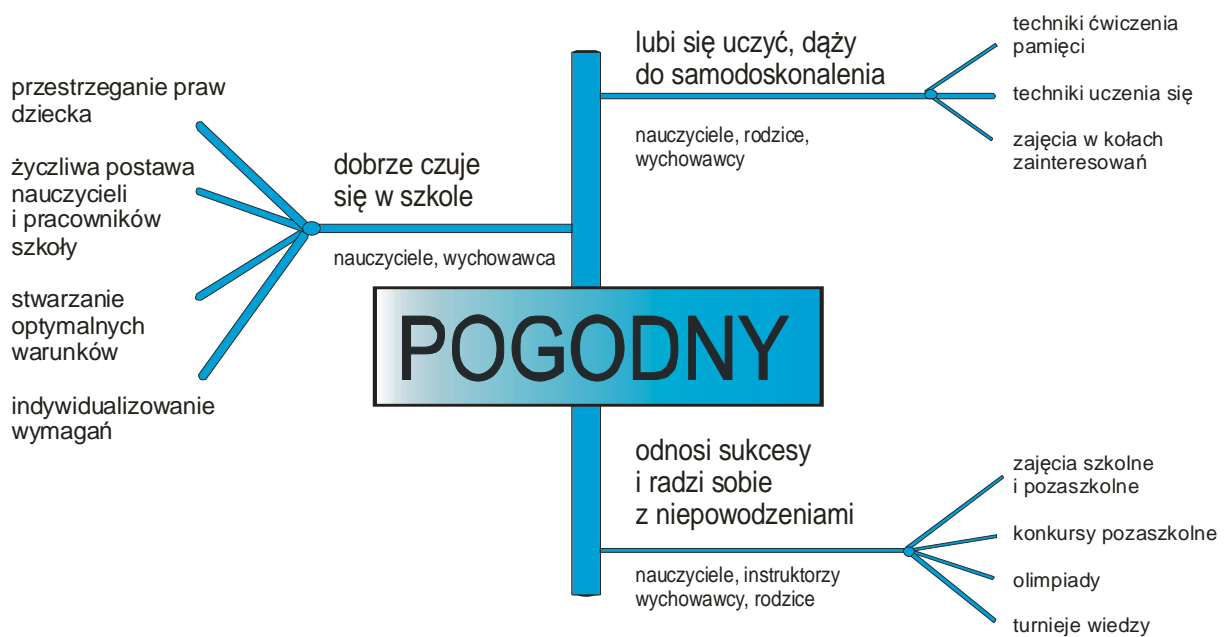 przestrzeganie praw
dziecka
życzliwa postawa
nauczycieli
i pracowników
szkoły
stwarzanie
optymalnych
warunków
indywidualizowanie
wymagań
dobrze czuje
się w szkole
nauczyciele, wychowawca
lubi się uczyć, dąży
do samodoskonalenia
nauczyciele, rodzice,
wychowawcy
techniki ćwiczenia
pamięci
techniki uczenia się
zajęcia w kołach
zainteresowań
POGODNY
odnosi sukcesy
i radzi sobie
z niepowodzeniami
nauczyciele, instruktorzy
wychowawcy, rodzice
zajęcia szkolne
i pozaszkolne
konkursy pozaszkolne
olimpiady
turnieje wiedzy